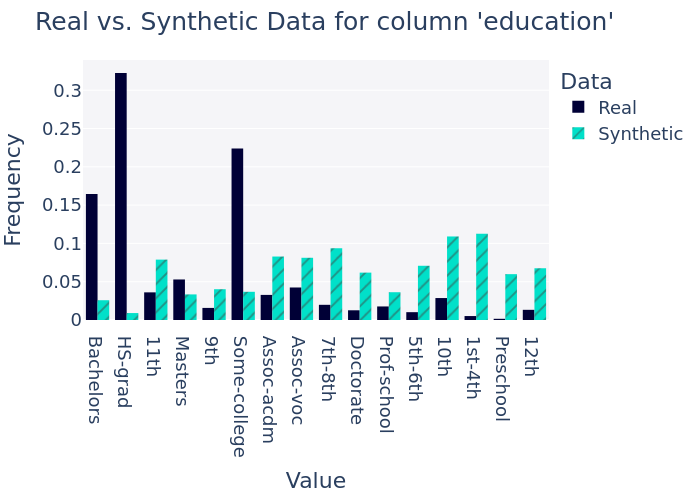 Real vs. Synthetic Data for column 'education'
Frequency
0.3
0.25
0.2
0.15
0.1
0.05
0
Data
Real
Synthetic
Bachelors
HS-grad
11th
Masters
9th
Some-college
Assoc-acdm
Assoc-voc
7th-8th
Doctorate
Prof-school
5th-6th
10th
1st-4th
Preschool
12th
Value